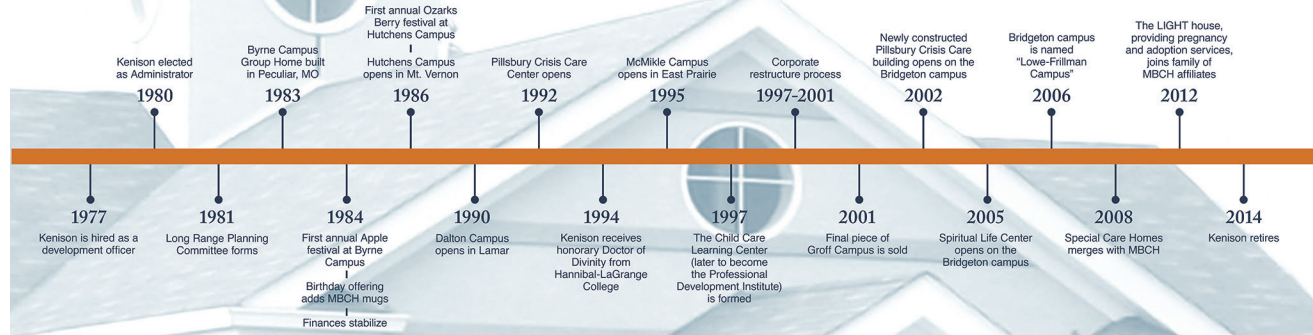 Kenison elected
as Administrator
1980
Byrne Campus
Group Home built
in Peculiar, MO
1983
First annual Ozarks
Berry festival at
Hutchens Campus
Hutchens Campus
opens in Mt. Vernon
1986
Pillsbury Crisis Care
Center opens
1992
McMikle Campus
opens in East Prairie
1995
Corporate
restructure process
1997-2001
Newly constructed
Pillsbury Crisis Care
building opens on the
Bridgeton campus
2002
Bridgeton campus
is named
“Lowe-Frillman
Campus”
2006
The LIGHT house,
providing pregnancy
and adoption services,
joins family of
MBCH affiliates
2012
1977
Kenison is hired as a
development officer
1981
Long Range Planning
Committee forms
1984
First annual Apple
festival at Byrne
Campus
Birthday offering
adds MBCH mugs
Finances stabilize
1990
Dalton Campus
opens in Lamar
1994
Kenison receives
honorary Doctor of
Divinity from
Hannibal-LaGrange
College
1997
The Child Care
Learning Center
(later to become
the Professional
Development Institute)
is formed
2001
Final piece of
Groff Campus is sold
2005
Spiritual Life Center
opens on the
Bridgeton campus
2008
Special Care Homes
merges with MBCH
2014
Kenison retires